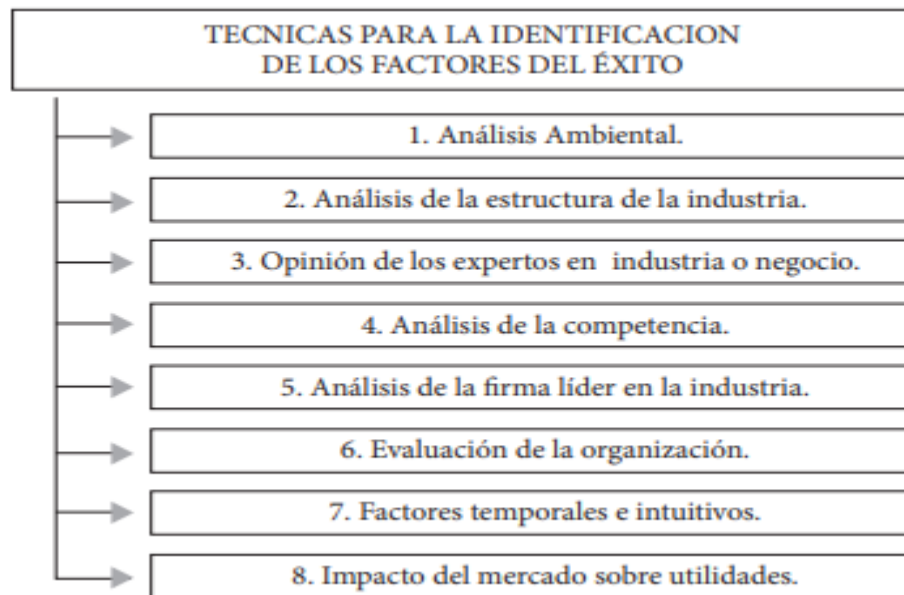 TECNICAS PARA LA IDENTIFICACION
DE LOS FACTORES DEL ÉXITO
1. Análisis Ambiental.
2. Análisis de la estructura de la industria.
3. Opinión de los expertos en industria o negocio.
4. Análisis de la competencia.
5. Análisis de la firma líder en la industria.
6. Evaluación de la organización.
7. Factores temporales e intuitivos.
8. Impacto del mercado sobre utilidades.